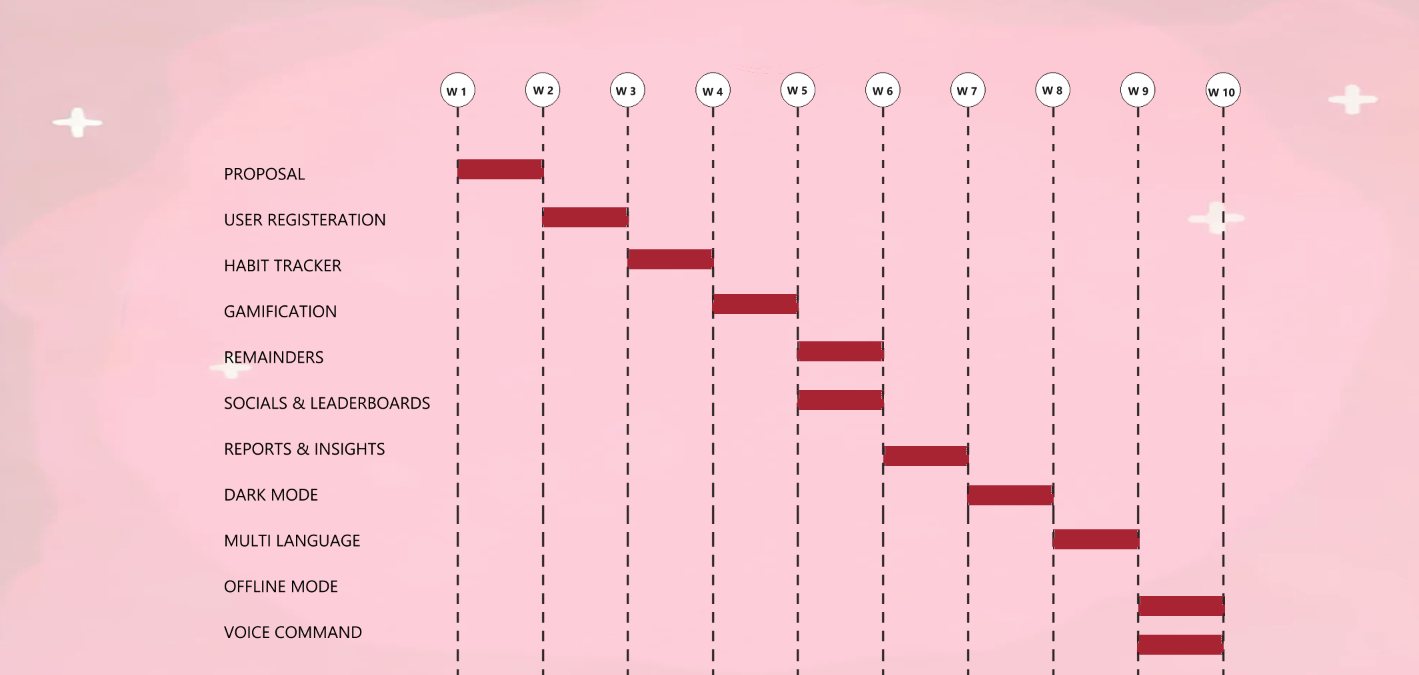 W 1 W 2 W 3 W 4 W 5 W 6 W 7 W 8 W 9 W 10
PROPOSAL
USER REGISTERATION
HABIT TRACKER
GAMIFICATION
REMAINDERS
SOCIALS & LEADERBOARDS
REPORTS & INSIGHTS
DARK MODE
MULTI LANGUAGE
OFFLINE MODE
VOICE COMMAND